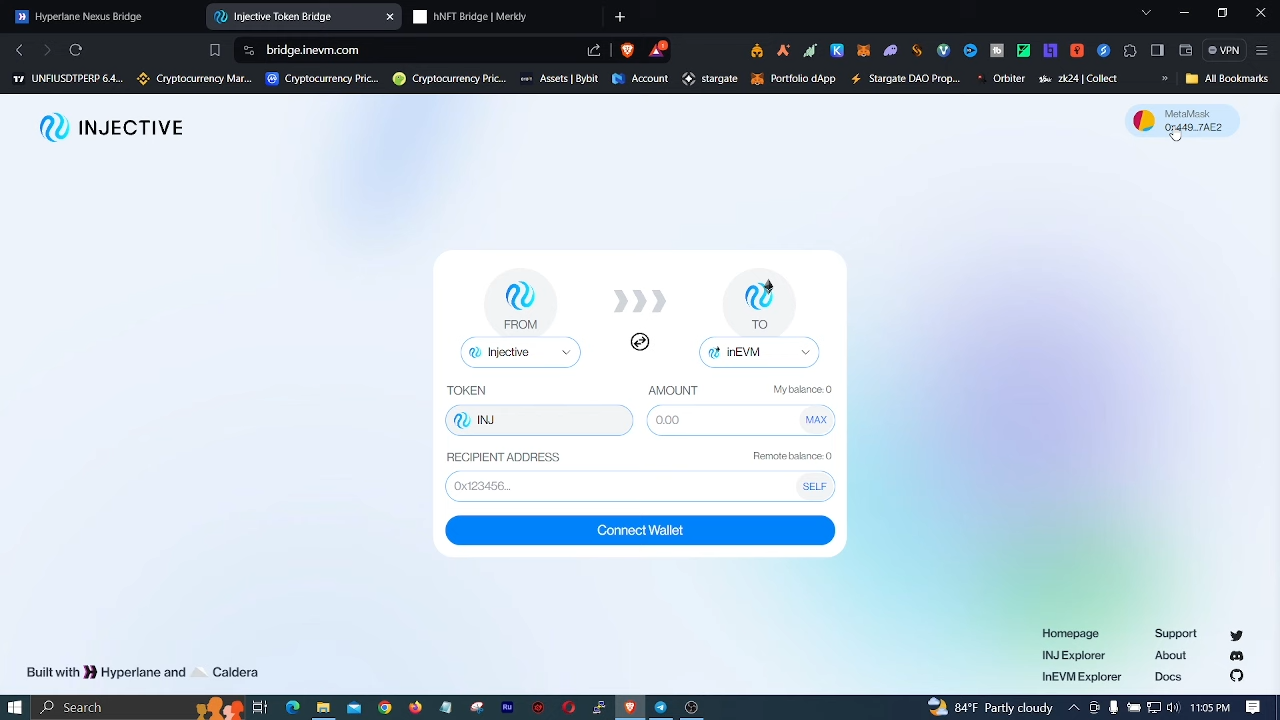 Hyperlane Nexus Bridge
Injective Token Bridge
hNFT Bridge | Merkly
bridge.inevm.com
1
VPN
UNFIUSDTPERP 6.4...
Cryptocurrency Mar...
Cryptocurrency Pric...
Cryptocurrency Pric...
Assets | Bybit
Account
stargate
Portfolio dApp
Stargate DAO Prop...
Orbiter
zk24 | Collect
»
All Bookmarks
INJECTIVE
MetaMask
0x449...7AE2
FROM
TO
Injective
inEVM
TOKEN
AMOUNT
My balance: 0
INJ
0.00
MAX
RECIPIENT ADDRESS
Remote balance: 0
0x123456...
SELF
Connect Wallet
Homepage
Support
INJ Explorer
About
InEVM Explorer
Docs
Built with Hyperlane and Caldera
Search
Ru
84°F Partly cloudy
11:05 PM